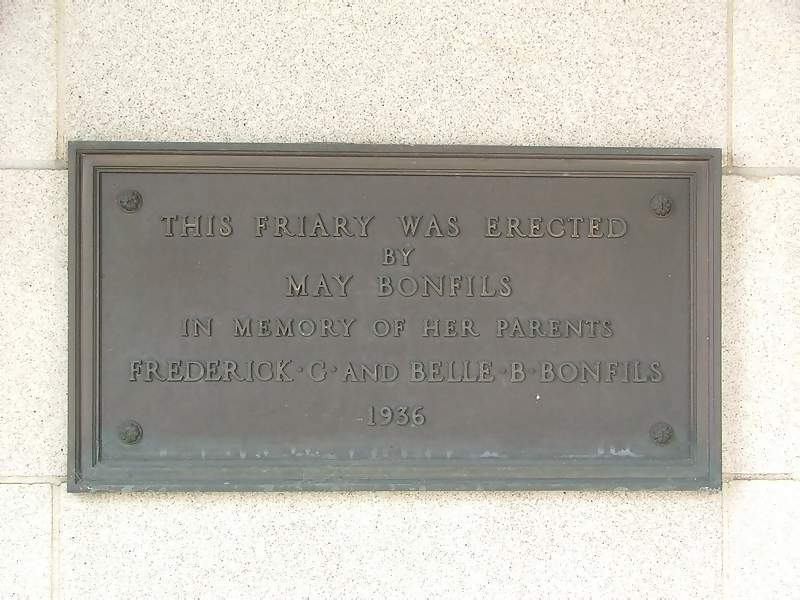 THIS FRIARY WAS ERECTED
BY
MAY BONFILS
IN MEMORY OF HER PARENTS
FREDERICK·G·AND BELLE·B·BONFILS
1936